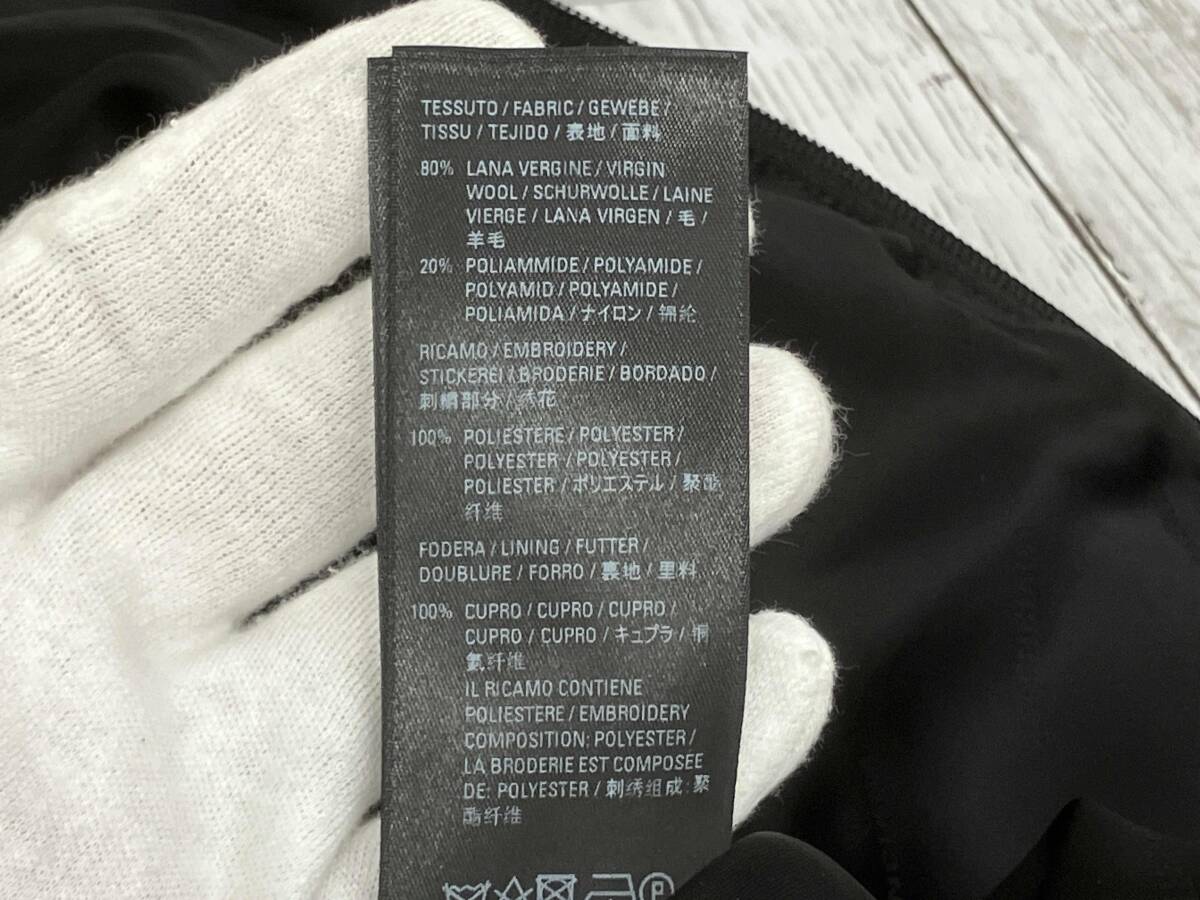 TESSUTO / FABRIC / GEWEBE /
TISSU / TEJIDO / 表地 / 面料
80% LANA VERGINE / VIRGIN
WOOL / SCHURWOLLE / LAINE
VIERGE / LANA VIRGEN / 毛 /
羊毛
20% POLIAMMIDE / POLYAMIDE /
POLYAMID / POLYAMIDE /
POLIAMIDA / ナイロン / 锦纶
RICAMO / EMBROIDERY /
STICKEREI / BRODERIE / BORDADO /
刺繍部分 / 绣花
100% POLIESTERE / POLYESTER /
POLYESTER / POLYESTER /
POLIESTER / ポリエステル / 聚酯
纤维
FODERA / LINING / FUTTER /
DOUBLURE / FORRO / 裏地 / 里料
100% CUPRO / CUPRO / CUPRO /
CUPRO / CUPRO / キュプラ / 铜
氨纤维
IL RICAMO CONTIENE
POLIESTERE / EMBROIDERY
COMPOSITION: POLYESTER /
LA BRODERIE EST COMPOSÉE
DE: POLYESTER / 刺绣组成: 聚
酯纤维
P